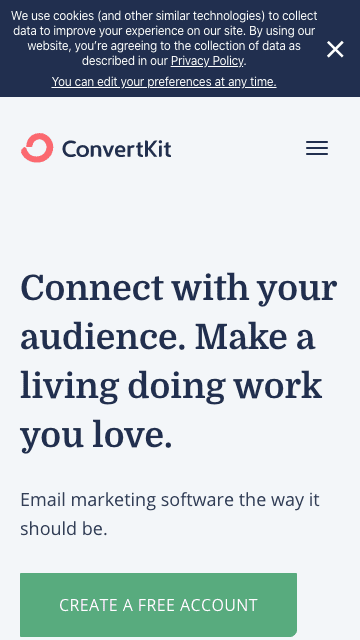 We use cookies (and other similar technologies) to collect
data to improve your experience on our site. By using our
website, you're agreeing to the collection of data as
described in our Privacy Policy.
You can edit your preferences at any time.
ConvertKit
Connect with your
audience. Make a
living doing work
you love.
Email marketing software the way it
should be.
CREATE A FREE ACCOUNT